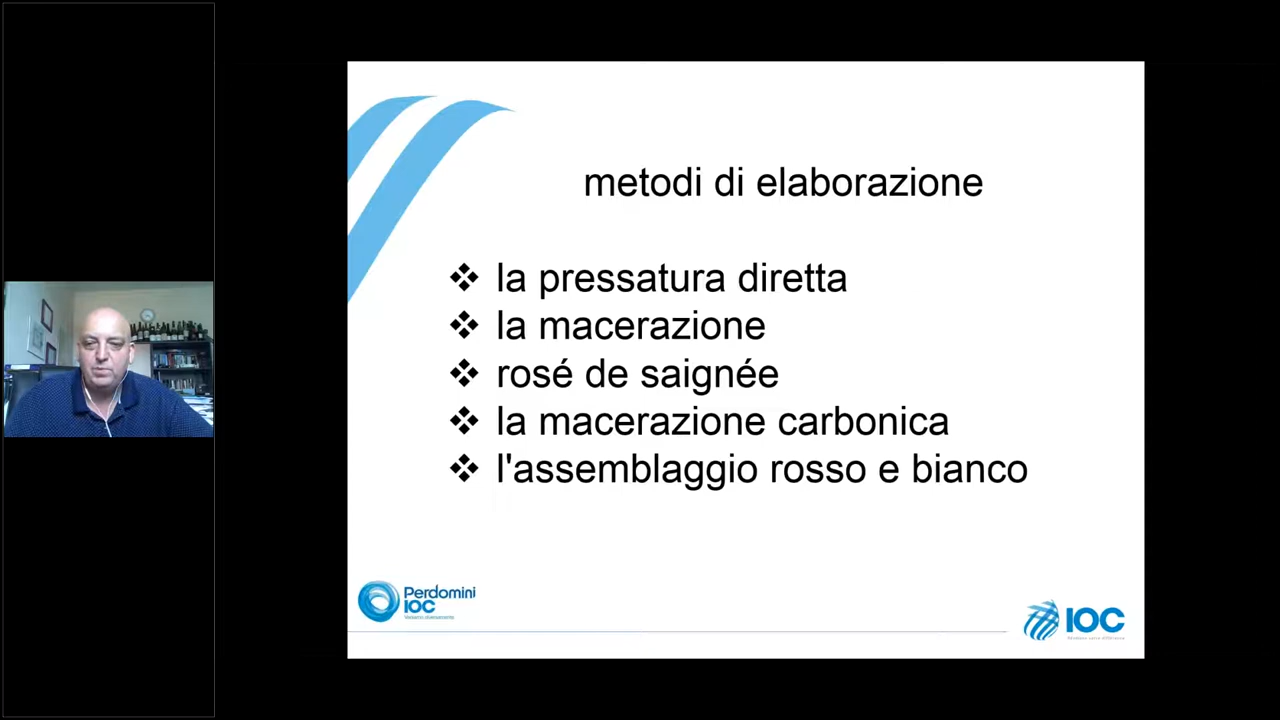 metodi di elaborazione
❖ la pressatura diretta
❖ la macerazione
❖ rosé de saignée
❖ la macerazione carbonica
❖ l'assemblaggio rosso e bianco
Perdomini
IOC
IOC